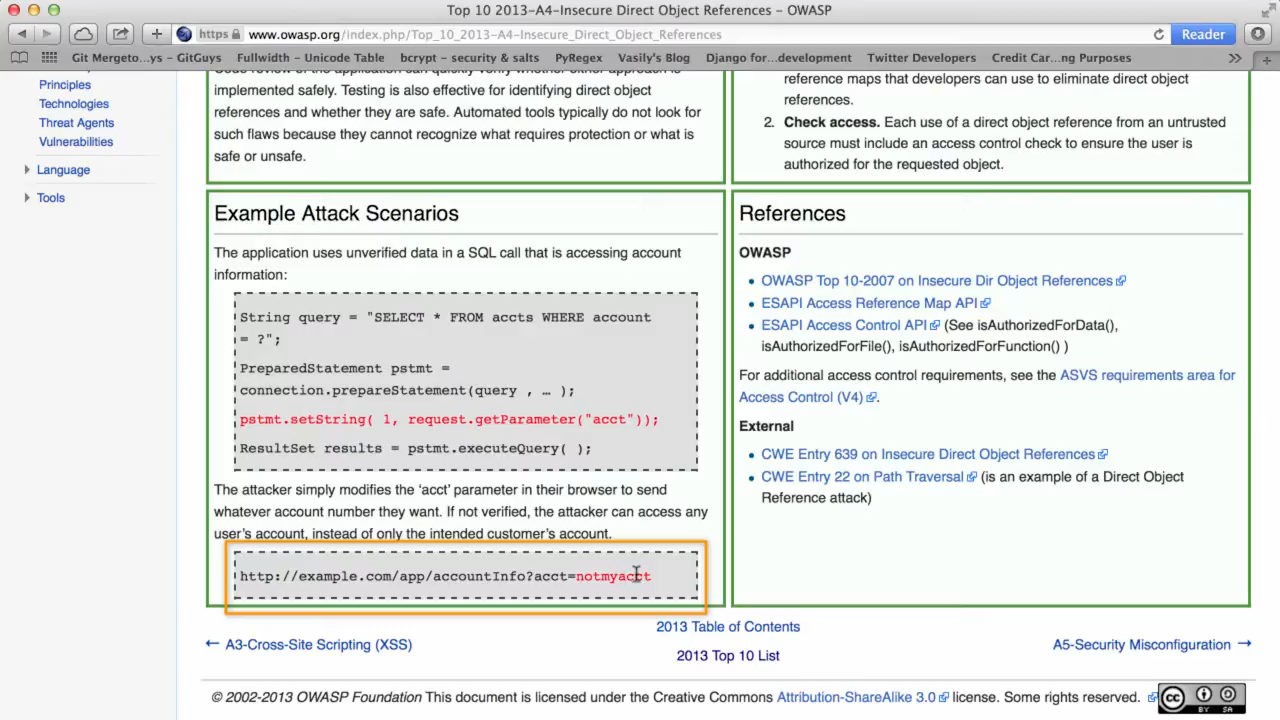 Top 10 2013-A4-Insecure Direct Object References - OWASP
https www.owasp.org/index.php/Top_10_2013-A4-Insecure_Direct_Object_References
Reader
Git Mergeto...ys - GitGuys Fullwidth - Unicode Table bcrypt - security & salts PyRegex Vasily's Blog Django for...development Twitter Developers Credit Car...ng Purposes
Principles
Technologies
Threat Agents
Vulnerabilities
Language
Tools
Code review of the application can quickly verify whether either approach is
implemented safely. Testing is also effective for identifying direct object
references and whether they are safe. Automated tools typically do not look for
such flaws because they cannot recognize what requires protection or what is
safe or unsafe.
reference maps that developers can use to eliminate direct object
references.
2. Check access. Each use of a direct object reference from an untrusted
source must include an access control check to ensure the user is
authorized for the requested object.
Example Attack Scenarios
The application uses unverified data in a SQL call that is accessing account
information:
String query = "SELECT * FROM accts WHERE account
= ?";
PreparedStatement pstmt =
connection.prepareStatement(query , … );
pstmt.setString( 1, request.getParameter("acct"));
ResultSet results = pstmt.executeQuery( );
The attacker simply modifies the ‘acct’ parameter in their browser to send
whatever account number they want. If not verified, the attacker can access any
user’s account, instead of only the intended customer’s account.
http://example.com/app/accountInfo?acct=notmyacct
References
OWASP
• OWASP Top 10-2007 on Insecure Dir Object References
• ESAPI Access Reference Map API
• ESAPI Access Control API (See isAuthorizedForData(),
isAuthorizedForFile(), isAuthorizedForFunction() )
For additional access control requirements, see the ASVS requirements area for
Access Control (V4).
External
• CWE Entry 639 on Insecure Direct Object References
• CWE Entry 22 on Path Traversal (is an example of a Direct Object
Reference attack)
← A3-Cross-Site Scripting (XSS)
2013 Table of Contents
2013 Top 10 List
A5-Security Misconfiguration →
© 2002-2013 OWASP Foundation This document is licensed under the Creative Commons Attribution-ShareAlike 3.0 license. Some rights reserved.
cc BY SA